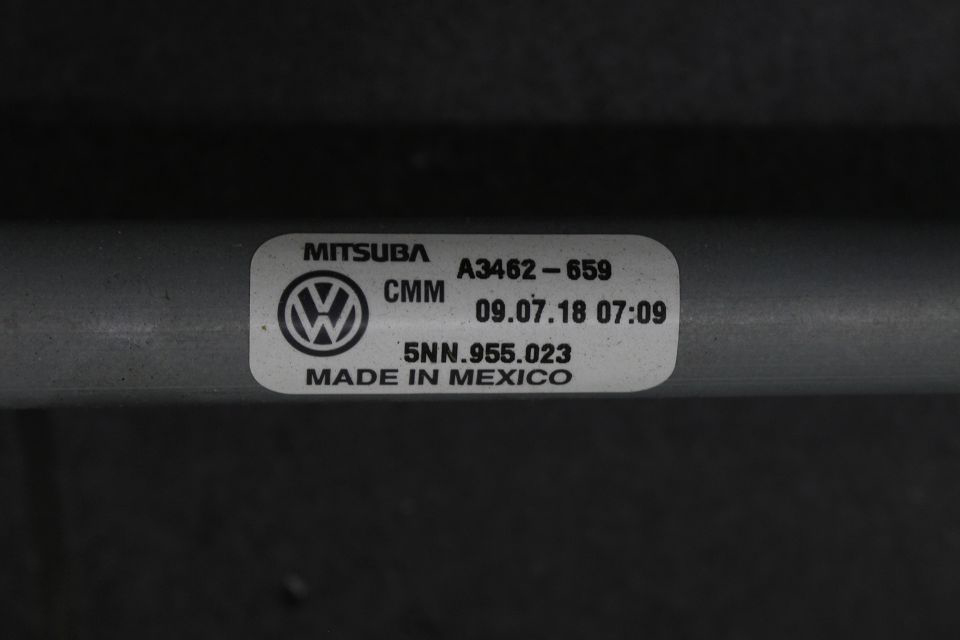 MITSUBA
A3462-659
CMM
09.07.18 07:09
5NN.955.023
MADE IN MEXICO